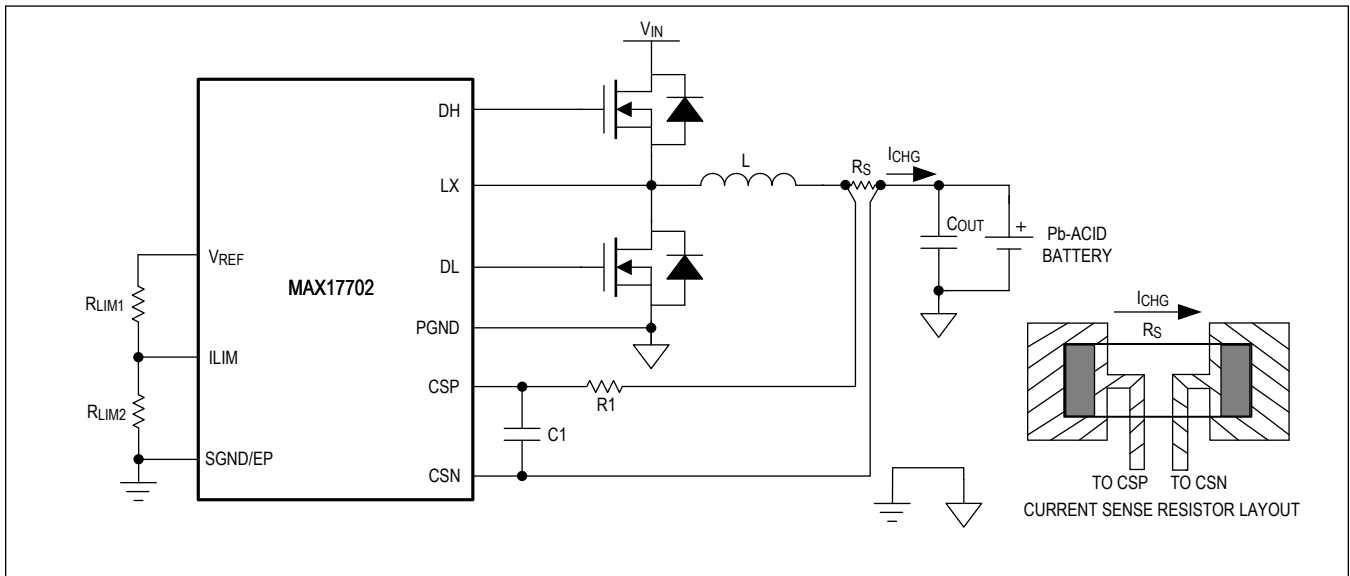 VIN
DH
LX
DL
PGND
CSP
CSN
MAX17702
VREF
ILIM
SGND/EP
RLIM1
RLIM2
L
RS
ICHG
COUT
+
Pb-ACID
BATTERY
R1
C1
ICHG
RS
TO CSP TO CSN
CURRENT SENSE RESISTOR LAYOUT